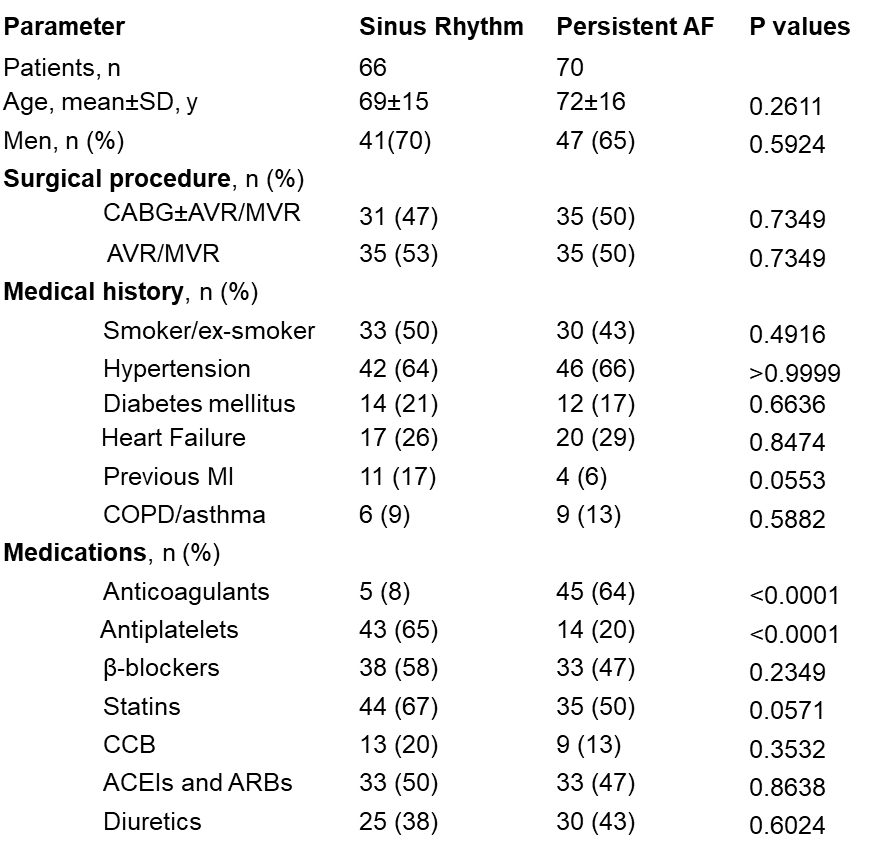 Parameter Sinus Rhythm Persistent AF P values
Patients, n 66 70
Age, mean±SD, y 69±15 72±16 0.2611
Men, n (%) 41(70) 47 (65) 0.5924
Surgical procedure, n (%)
CABG±AVR/MVR 31 (47) 35 (50) 0.7349
AVR/MVR 35 (53) 35 (50) 0.7349
Medical history, n (%)
Smoker/ex-smoker 33 (50) 30 (43) 0.4916
Hypertension 42 (64) 46 (66) >0.9999
Diabetes mellitus 14 (21) 12 (17) 0.6636
Heart Failure 17 (26) 20 (29) 0.8474
Previous MI 11 (17) 4 (6) 0.0553
COPD/asthma 6 (9) 9 (13) 0.5882
Medications, n (%)
Anticoagulants 5 (8) 45 (64) <0.0001
Antiplatelets 43 (65) 14 (20) <0.0001
β-blockers 38 (58) 33 (47) 0.2349
Statins 44 (67) 35 (50) 0.0571
CCB 13 (20) 9 (13) 0.3532
ACEIs and ARBs 33 (50) 33 (47) 0.8638
Diuretics 25 (38) 30 (43) 0.6024